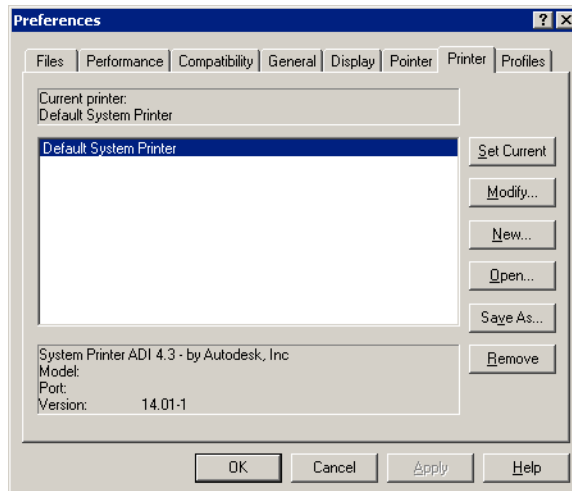 Preferences
Files Performance Compatibility General Display Pointer Printer Profiles
Current printer:
Default System Printer
Default System Printer
Set Current
Modify...
New...
Open...
Save As...
Remove
System Printer ADI 4.3 - by Autodesk, Inc
Model:
Port:
Version: 14.01-1
OK Cancel Apply Help